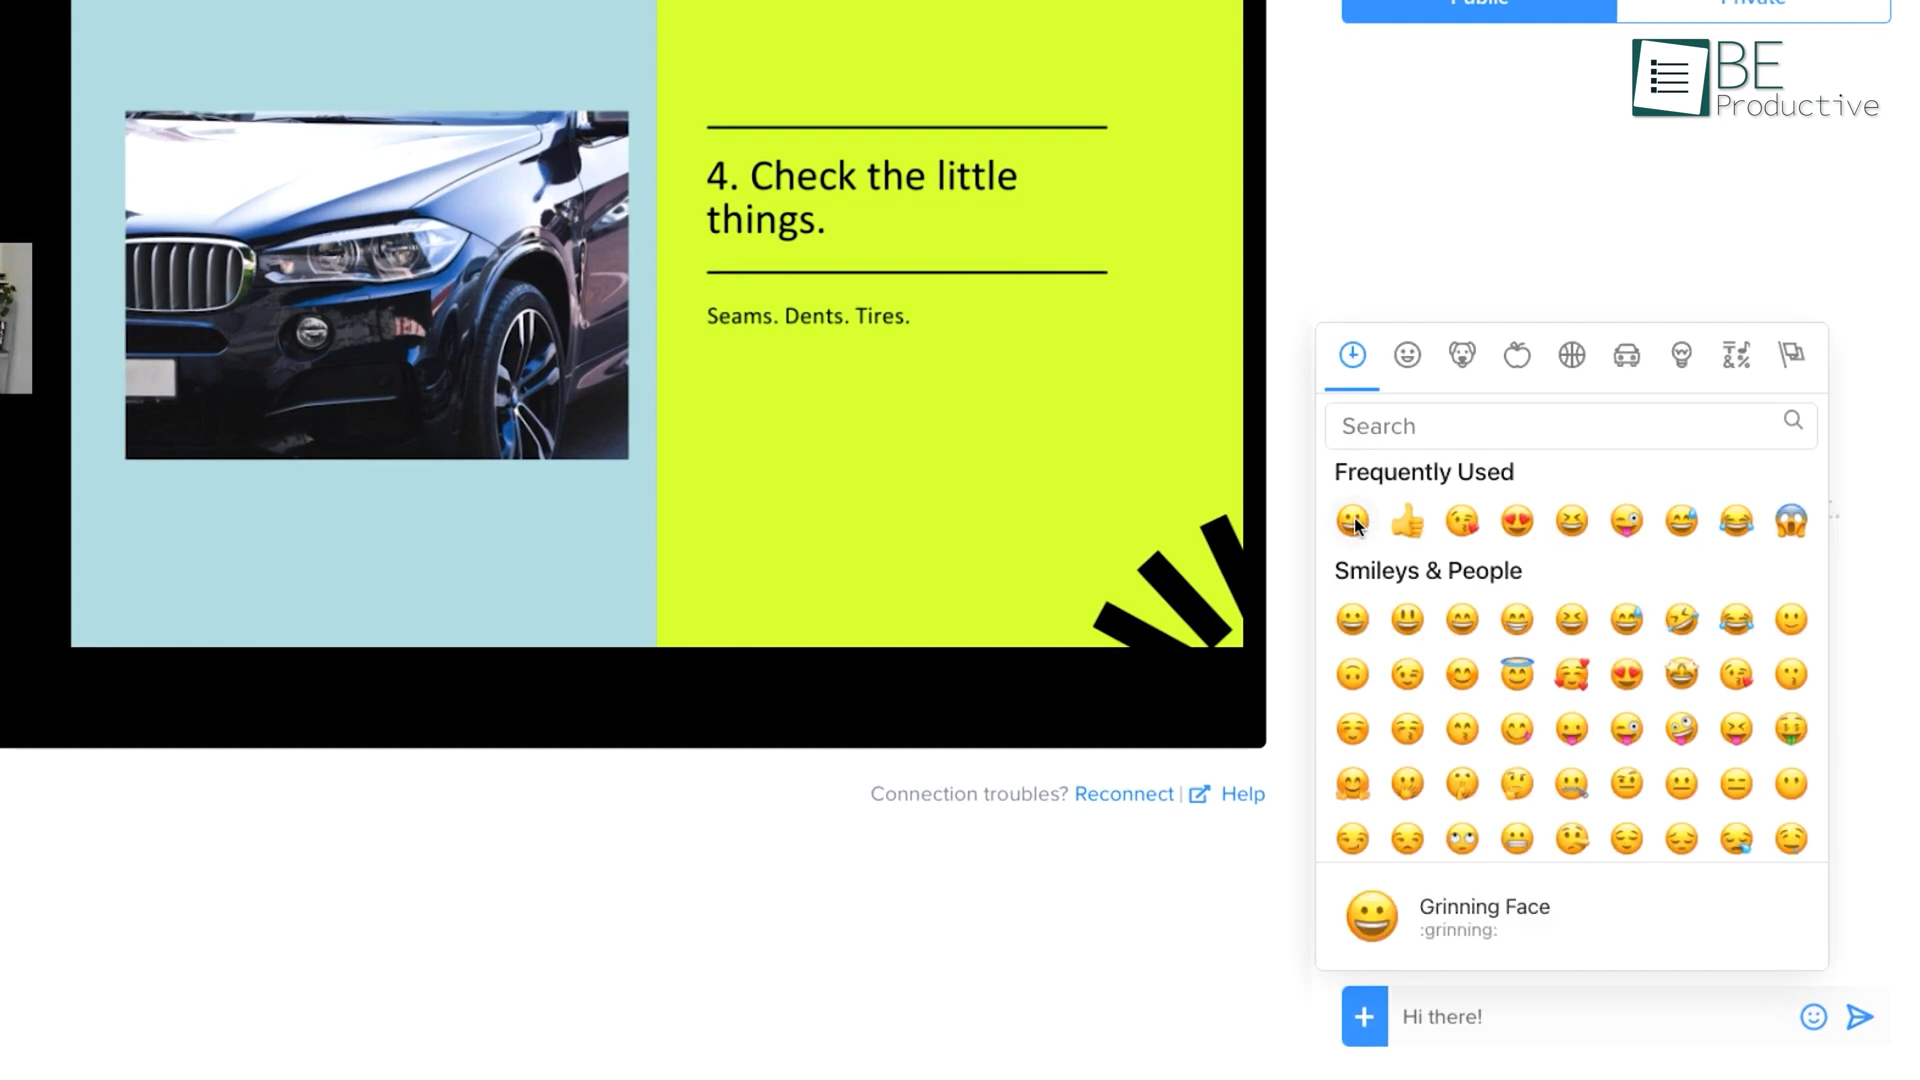 Public
Private
BE
Productive
4. Check the little
things.
Seams. Dents. Tires.
Search
Frequently Used
Smileys & People
Connection troubles? Reconnect | Help
Grinning Face
:grinning:
+ Hi there!